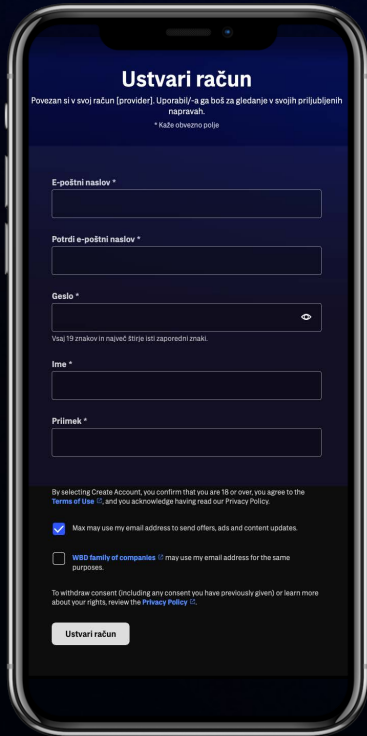 Ustvari račun
Povezan si v svoj račun [provider]. Uporabil/-a ga boš za gledanje v svojih priljubljenih
napravah.
* Kaže obvezno polje
E-poštni naslov *
Potrdi e-poštni naslov *
Geslo *
Vsaj 19 znakov in največ štirje isti zaporedni znaki.
Ime *
Priimek *
By selecting Create Account, you confirm that you are 18 or over, you agree to the
Terms of Use, and you acknowledge having read our Privacy Policy.
Max may use my email address to send offers, ads and content updates.
WBD family of companies may use my email address for the same
purposes.
To withdraw consent (including any consent you have previously given) or learn more
about your rights, review the Privacy Policy.
Ustvari račun